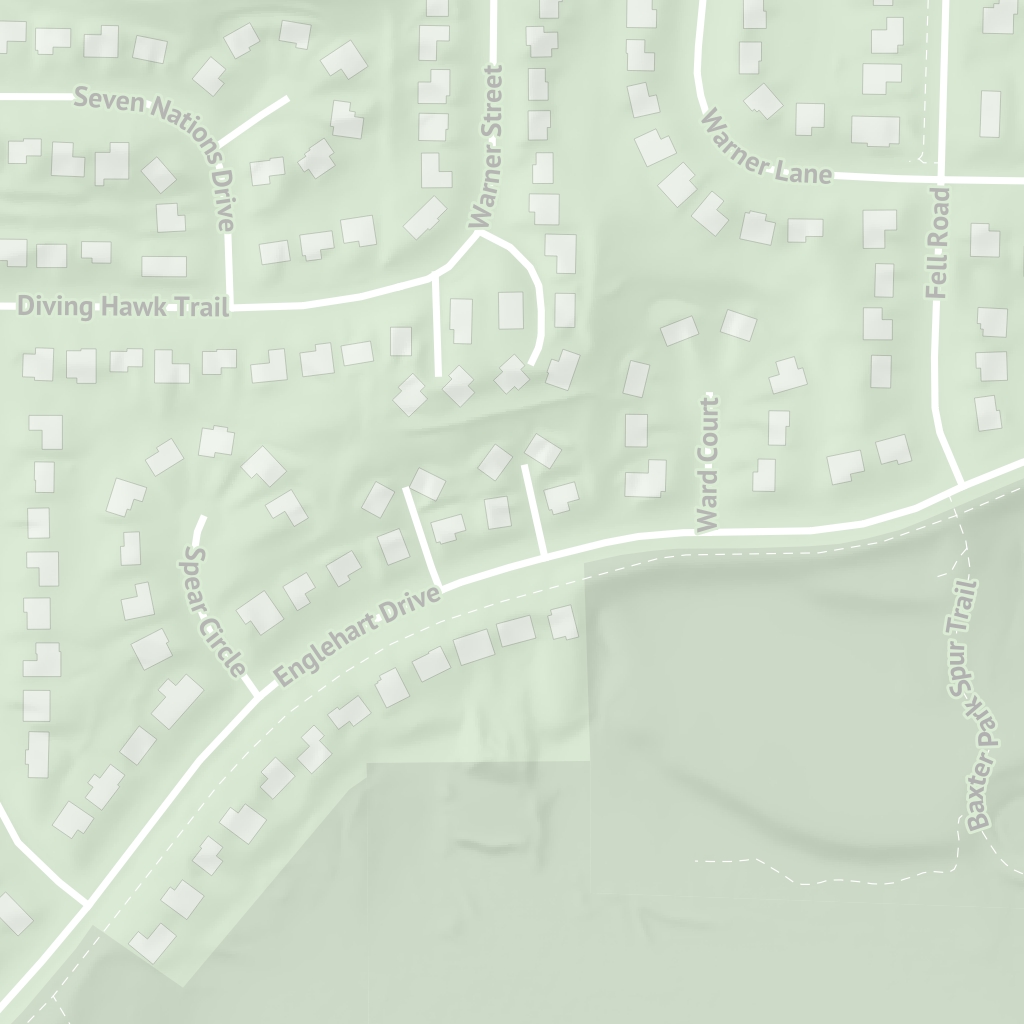 Seven Nations Drive
Warner Street
Warner Lane
Fell Road
Diving Hawk Trail
Ward Court
Spear Circle
Englehart Drive
Baxter Park Spur Trail